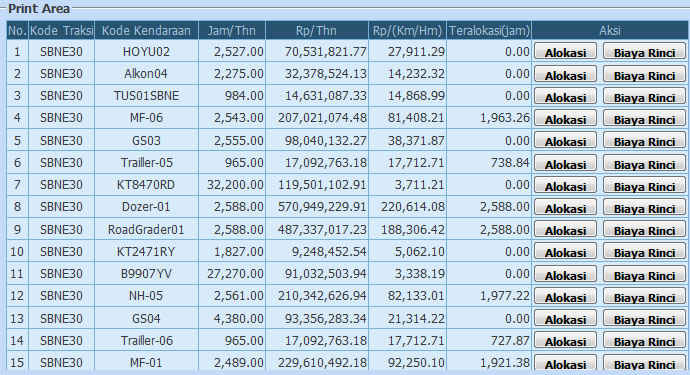 Print Area
No. Kode Traksi Kode Kendaraan Jam/Thn Rp/Thn Rp/(Km/Hm) Teralokasi(jam) Aksi
1 SBNE30 HOYU02 2,527.00 70,531,821.77 27,911.29 0.00 Alokasi Biaya Rinci
2 SBNE30 Alkon04 2,275.00 32,378,524.13 14,232.32 0.00 Alokasi Biaya Rinci
3 SBNE30 TUS01SBNE 984.00 14,631,087.33 14,868.99 0.00 Alokasi Biaya Rinci
4 SBNE30 MF-06 2,543.00 207,021,074.48 81,408.21 1,963.26 Alokasi Biaya Rinci
5 SBNE30 GS03 2,555.00 98,040,132.27 38,371.87 0.00 Alokasi Biaya Rinci
6 SBNE30 Trailler-05 965.00 17,092,763.18 17,712.71 738.84 Alokasi Biaya Rinci
7 SBNE30 KT8470RD 32,200.00 119,501,102.91 3,711.21 0.00 Alokasi Biaya Rinci
8 SBNE30 Dozer-01 2,588.00 570,949,229.91 220,614.08 2,588.00 Alokasi Biaya Rinci
9 SBNE30 RoadGrader01 2,588.00 487,337,017.23 188,306.42 2,588.00 Alokasi Biaya Rinci
10 SBNE30 KT2471RY 1,827.00 9,248,452.54 5,062.10 0.00 Alokasi Biaya Rinci
11 SBNE30 B9907YV 27,270.00 91,032,503.94 3,338.19 0.00 Alokasi Biaya Rinci
12 SBNE30 NH-05 2,561.00 210,342,626.94 82,133.01 1,977.22 Alokasi Biaya Rinci
13 SBNE30 GS04 4,380.00 93,356,283.34 21,314.22 0.00 Alokasi Biaya Rinci
14 SBNE30 Trailler-06 965.00 17,092,763.18 17,712.71 727.87 Alokasi Biaya Rinci
15 SBNE30 MF-01 2,489.00 229,610,492.18 92,250.10 1,921.38 Alokasi Biaya Rinci